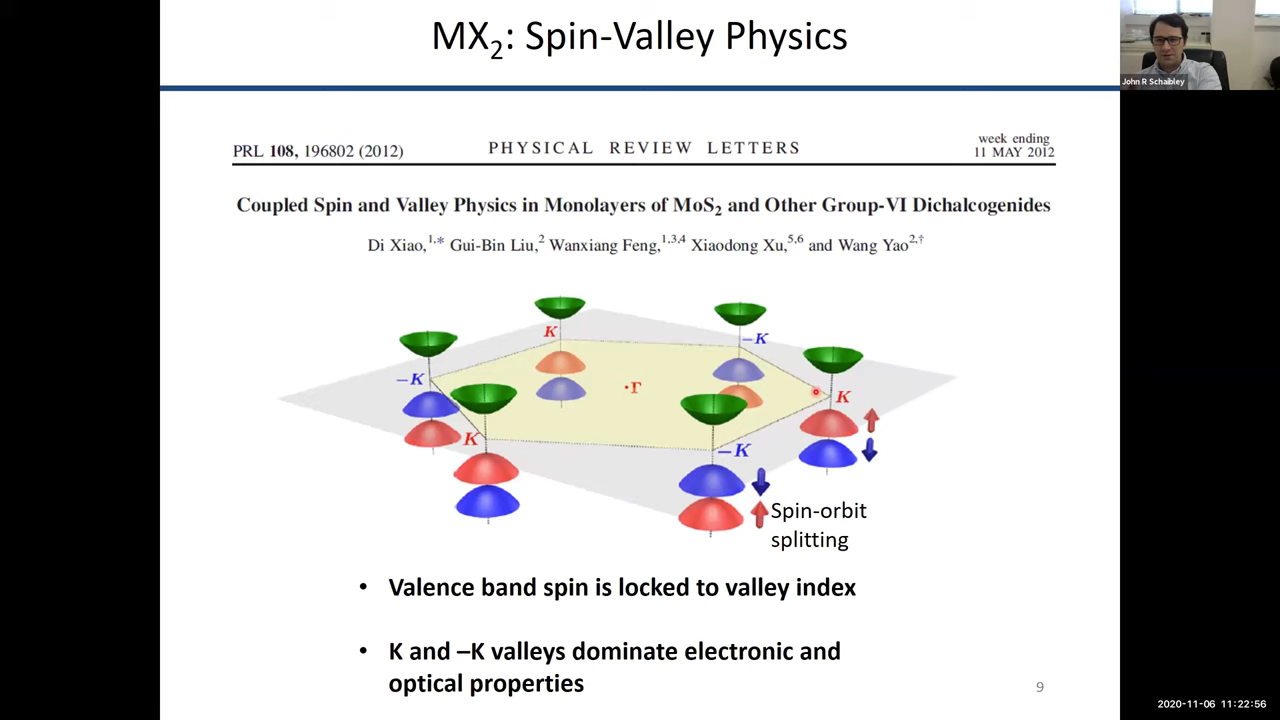 MX2: Spin-Valley Physics
John R Schaibley
PRL 108, 196802 (2012)
PHYSICAL REVIEW LETTERS
week ending
11 MAY 2012
Coupled Spin and Valley Physics in Monolayers of MoS2 and Other Group-VI Dichalcogenides
Di Xiao,1,* Gui-Bin Liu,2 Wanxiang Feng,1,3,4 Xiaodong Xu,5,6 and Wang Yao2,†
K
−K
−K
·Γ
K
K
−K
Spin-orbit
splitting
• Valence band spin is locked to valley index
• K and –K valleys dominate electronic and
optical properties
9
2020-11-06 11:22:56